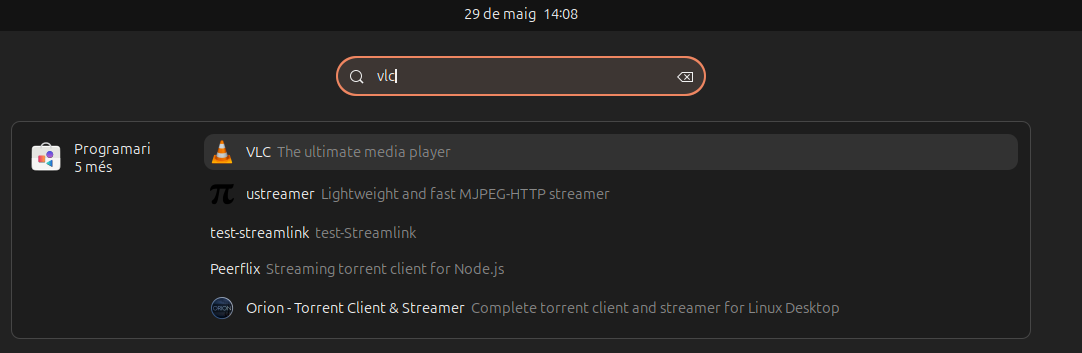 29 de maig 14:08
vlc
Programari
5 més
VLC The ultimate media player
ustreamer Lightweight and fast MJPEG-HTTP streamer
test-streamlink test-Streamlink
Peerflix Streaming torrent client for Node.js
ORION
Orion - Torrent Client & Streamer Complete torrent client and streamer for Linux Desktop